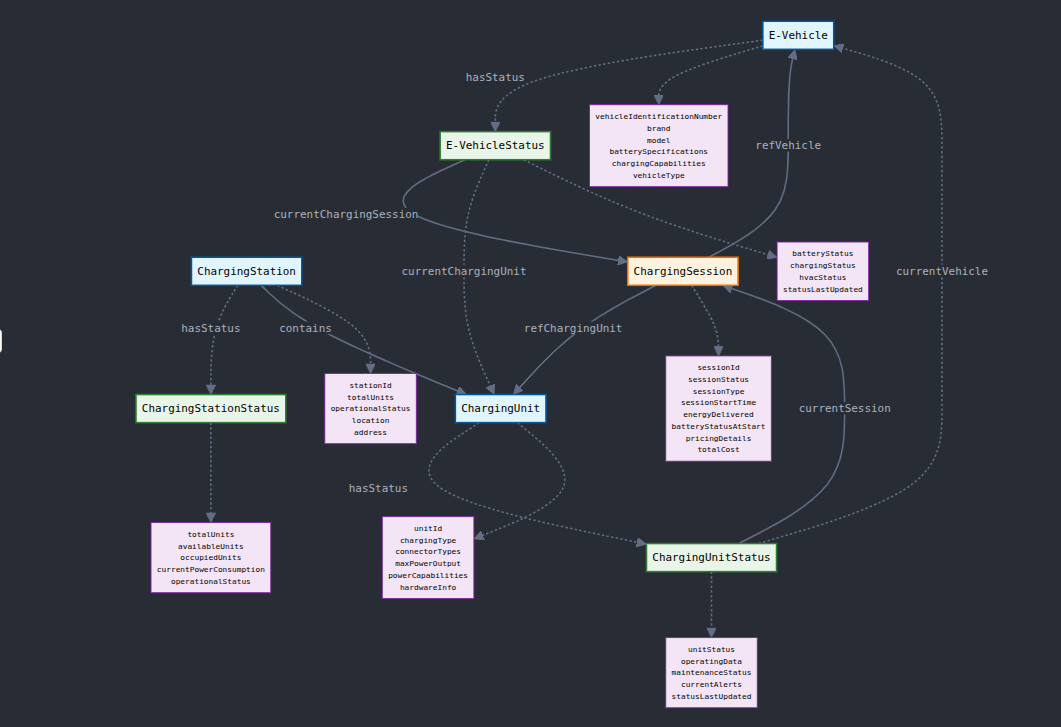 E-Vehicle
hasStatus
vehicleIdentificationNumber
brand
model
batterySpecifications
chargingCapabilities
vehicleType
E-VehicleStatus
refVehicle
currentChargingSession
ChargingStation
currentChargingUnit
ChargingSession
batteryStatus
chargingStatus
hvacStatus
statusLastUpdated
currentVehicle
hasStatus
contains
refChargingUnit
sessionId
sessionStatus
sessionType
sessionStartTime
energyDelivered
batteryStatusAtStart
pricingDetails
totalCost
stationId
totalUnits
operationalStatus
location
address
ChargingStationStatus
ChargingUnit
currentSession
hasStatus
totalUnits
availableUnits
occupiedUnits
currentPowerConsumption
operationalStatus
unitId
chargingType
connectorTypes
maxPowerOutput
powerCapabilities
hardwareInfo
ChargingUnitStatus
unitStatus
operatingData
maintenanceStatus
currentAlerts
statusLastUpdated